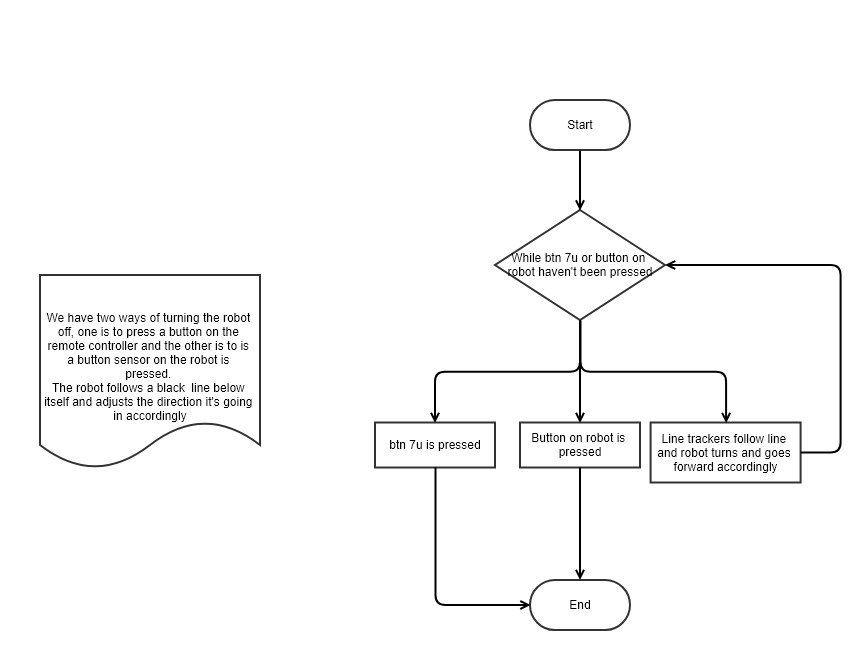 Start
While btn 7u or button on
robot haven't been pressed
We have two ways of turning the robot
off, one is to press a button on the
remote controller and the other is to is
a button sensor on the robot is
pressed.
The robot follows a black line below
itself and adjusts the direction it's going
in accordingly
btn 7u is pressed
Button on robot is
pressed
Line trackers follow line
and robot turns and goes
forward accordingly
End